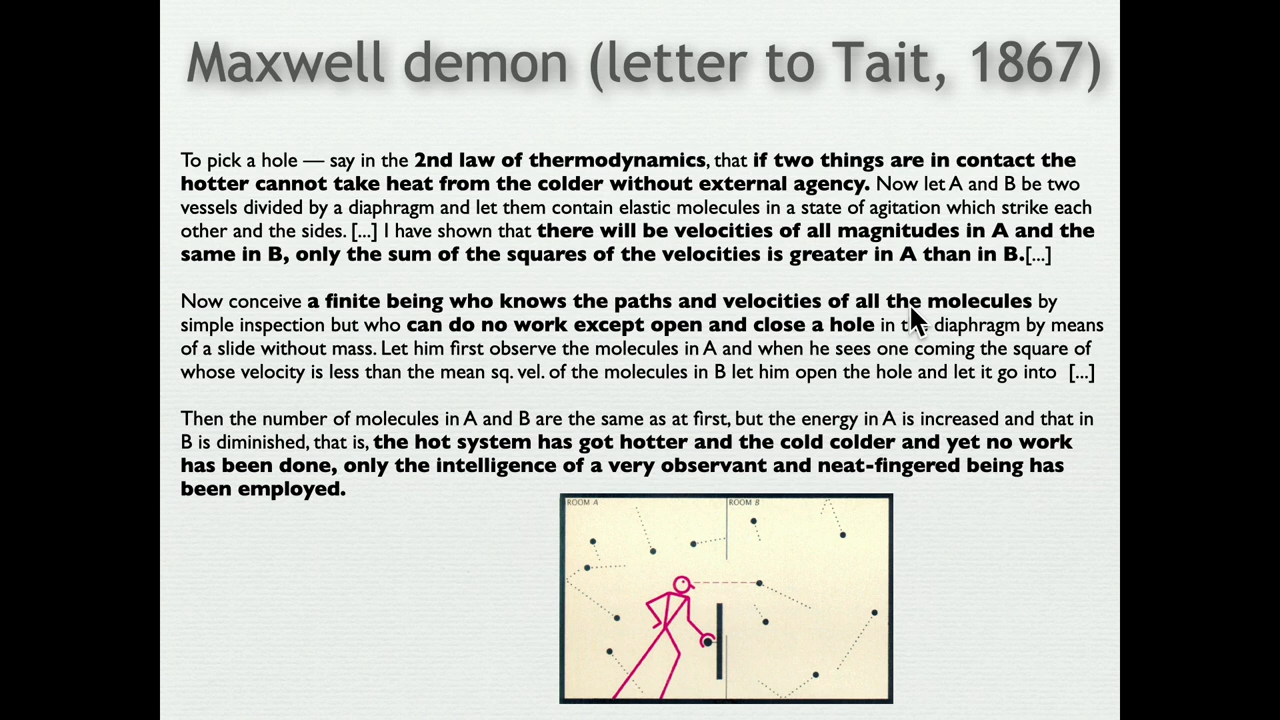 Maxwell demon (letter to Tait, 1867)
To pick a hole — say in the 2nd law of thermodynamics, that if two things are in contact the
hotter cannot take heat from the colder without external agency. Now let A and B be two
vessels divided by a diaphragm and let them contain elastic molecules in a state of agitation which strike each
other and the sides. [...] I have shown that there will be velocities of all magnitudes in A and the
same in B, only the sum of the squares of the velocities is greater in A than in B.[...]
Now conceive a finite being who knows the paths and velocities of all the molecules by
simple inspection but who can do no work except open and close a hole in the diaphragm by means
of a slide without mass. Let him first observe the molecules in A and when he sees one coming the square of
whose velocity is less than the mean sq. vel. of the molecules in B let him open the hole and let it go into [...]
Then the number of molecules in A and B are the same as at first, but the energy in A is increased and that in
B is diminished, that is, the hot system has got hotter and the cold colder and yet no work
has been done, only the intelligence of a very observant and neat-fingered being has
been employed.
ROOM A
ROOM B